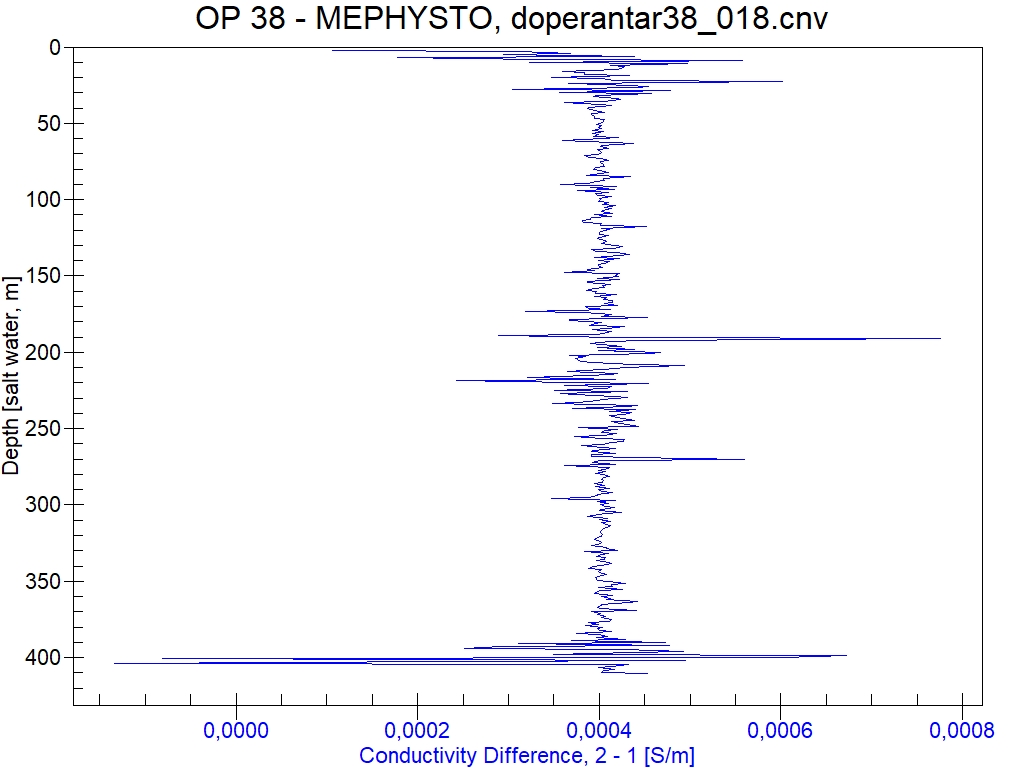 OP 38 - MEPHYSTO, doperantar38_018.cnv
0
50
100
150
200
250
300
350
400
Depth [salt water, m]
0,0000 0,0002 0,0004 0,0006 0,0008
Conductivity Difference, 2 - 1 [S/m]